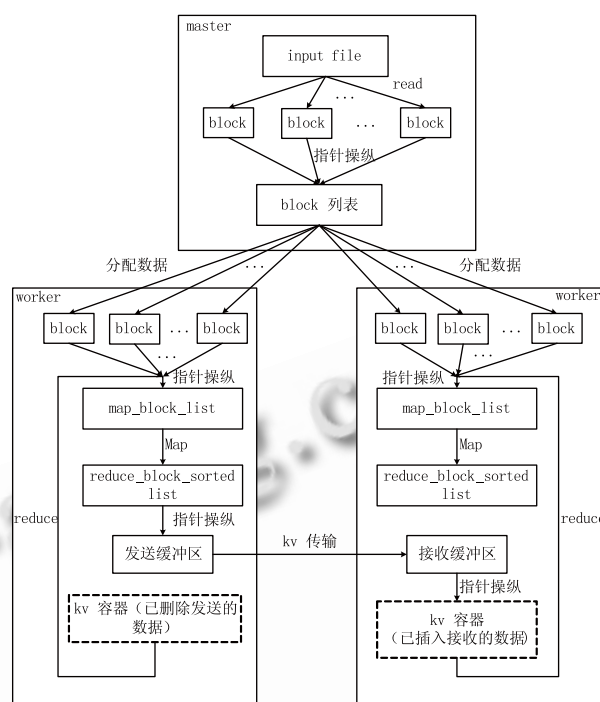 master
input file
...
read
block
block
...
block
指针操纵
block 列表
分配数据
...
...
分配数据
worker
block
block
...
block
...
指针操纵
map_block_list
Map
reduce_block_sorted
list
reduce
指针操纵
发送缓冲区
kv 传输
kv 容器（已删除发送的
数据）
worker
block
block
...
block
...
指针操纵
map_block_list
Map
reduce_block_sorted
list
reduce
接收缓冲区
指针操纵
kv 容器
（已插入接收的数据）